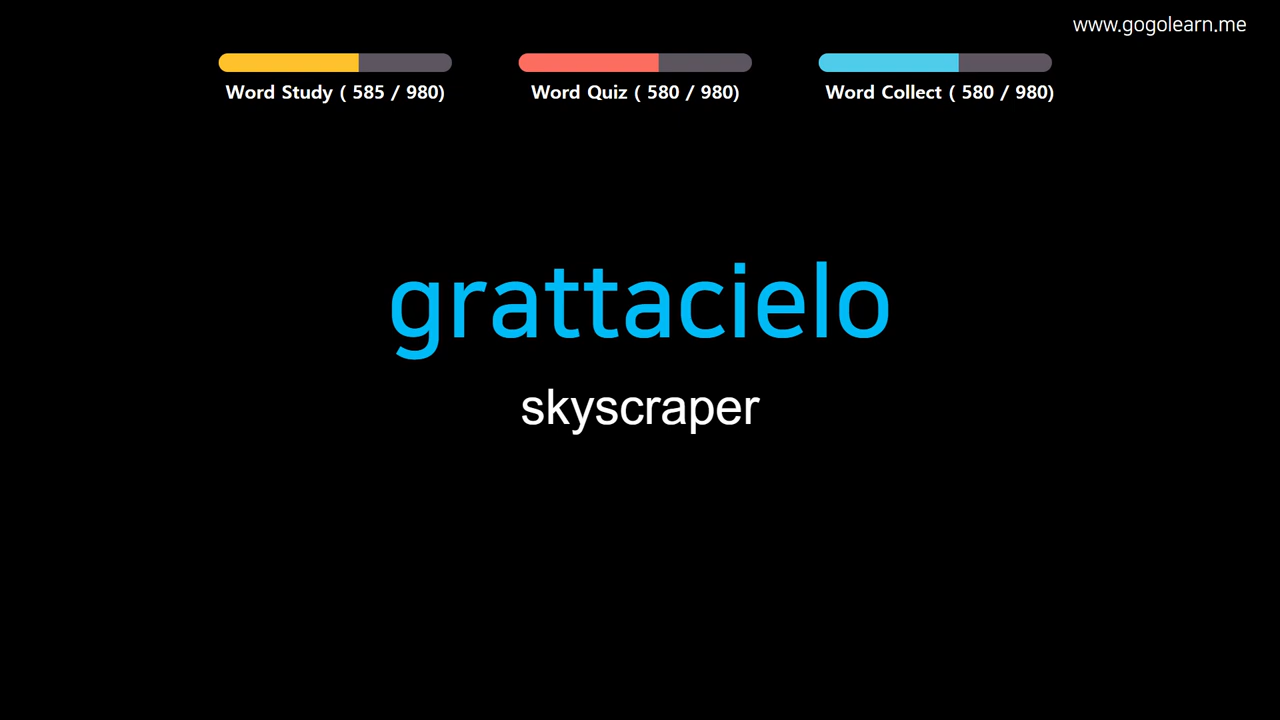 www.gogolearn.me
Word Study ( 585 / 980)
Word Quiz ( 580 / 980)
Word Collect ( 580 / 980)
grattacielo
skyscraper